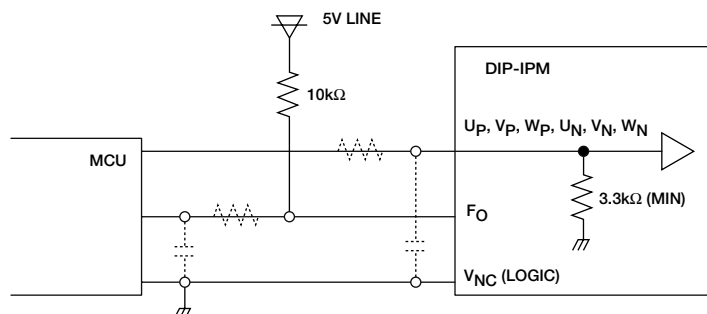 5V LINE
DIP-IPM
10kΩ
UP, VP, WP, UN, VN, WN
MCU
3.3kΩ (MIN)
FO
VNC (LOGIC)